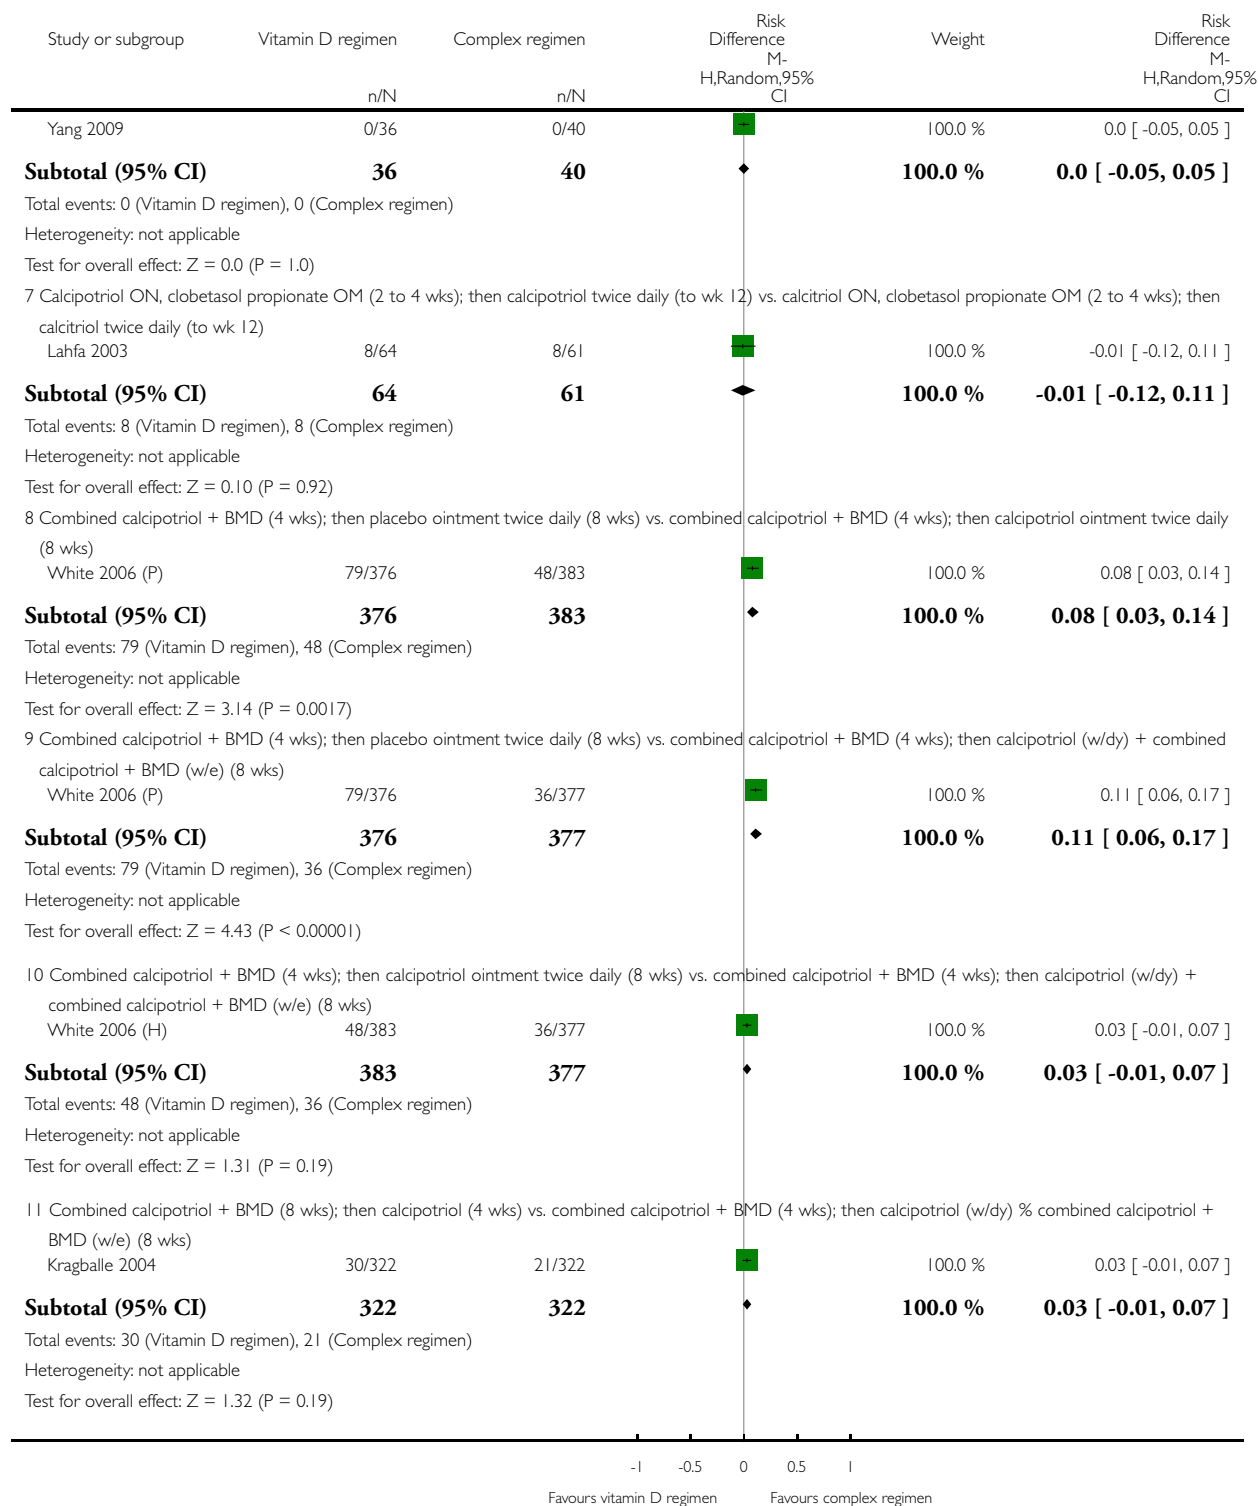 Study or subgroup Vitamin D regimen Complex regimen Risk Difference Weight Risk Difference
n/N n/N M-H,Random,95% CI M-H,Random,95% CI
Yang 2009 0/36 0/40 100.0 % 0.0 [ -0.05, 0.05 ]
Subtotal (95% CI) 36 40 100.0 % 0.0 [ -0.05, 0.05 ]
Total events: 0 (Vitamin D regimen), 0 (Complex regimen)
Heterogeneity: not applicable
Test for overall effect: Z = 0.0 (P = 1.0)
7 Calcipotriol ON, clobetasol propionate OM (2 to 4 wks); then calcipotriol twice daily (to wk 12) vs. calcitriol ON, clobetasol propionate OM (2 to 4 wks); then
calcitriol twice daily (to wk 12)
Lahfa 2003 8/64 8/61 100.0 % -0.01 [ -0.12, 0.11 ]
Subtotal (95% CI) 64 61 100.0 % -0.01 [ -0.12, 0.11 ]
Total events: 8 (Vitamin D regimen), 8 (Complex regimen)
Heterogeneity: not applicable
Test for overall effect: Z = 0.10 (P = 0.92)
8 Combined calcipotriol + BMD (4 wks); then placebo ointment twice daily (8 wks) vs. combined calcipotriol + BMD (4 wks); then calcipotriol ointment twice daily
(8 wks)
White 2006 (P) 79/376 48/383 100.0 % 0.08 [ 0.03, 0.14 ]
Subtotal (95% CI) 376 383 100.0 % 0.08 [ 0.03, 0.14 ]
Total events: 79 (Vitamin D regimen), 48 (Complex regimen)
Heterogeneity: not applicable
Test for overall effect: Z = 3.14 (P = 0.0017)
9 Combined calcipotriol + BMD (4 wks); then placebo ointment twice daily (8 wks) vs. combined calcipotriol + BMD (4 wks); then calcipotriol (w/dy) + combined
calcipotriol + BMD (w/e) (8 wks)
White 2006 (P) 79/376 36/377 100.0 % 0.11 [ 0.06, 0.17 ]
Subtotal (95% CI) 376 377 100.0 % 0.11 [ 0.06, 0.17 ]
Total events: 79 (Vitamin D regimen), 36 (Complex regimen)
Heterogeneity: not applicable
Test for overall effect: Z = 4.43 (P < 0.00001)
10 Combined calcipotriol + BMD (4 wks); then calcipotriol ointment twice daily (8 wks) vs. combined calcipotriol + BMD (4 wks); then calcipotriol (w/dy) +
combined calcipotriol + BMD (w/e) (8 wks)
White 2006 (H) 48/383 36/377 100.0 % 0.03 [ -0.01, 0.07 ]
Subtotal (95% CI) 383 377 100.0 % 0.03 [ -0.01, 0.07 ]
Total events: 48 (Vitamin D regimen), 36 (Complex regimen)
Heterogeneity: not applicable
Test for overall effect: Z = 1.31 (P = 0.19)
11 Combined calcipotriol + BMD (8 wks); then calcipotriol (4 wks) vs. combined calcipotriol + BMD (4 wks); then calcipotriol (w/dy) % combined calcipotriol +
BMD (w/e) (8 wks)
Kragballe 2004 30/322 21/322 100.0 % 0.03 [ -0.01, 0.07 ]
Subtotal (95% CI) 322 322 100.0 % 0.03 [ -0.01, 0.07 ]
Total events: 30 (Vitamin D regimen), 21 (Complex regimen)
Heterogeneity: not applicable
Test for overall effect: Z = 1.32 (P = 0.19)
-1 -0.5 0 0.5 1
Favours vitamin D regimen Favours complex regimen